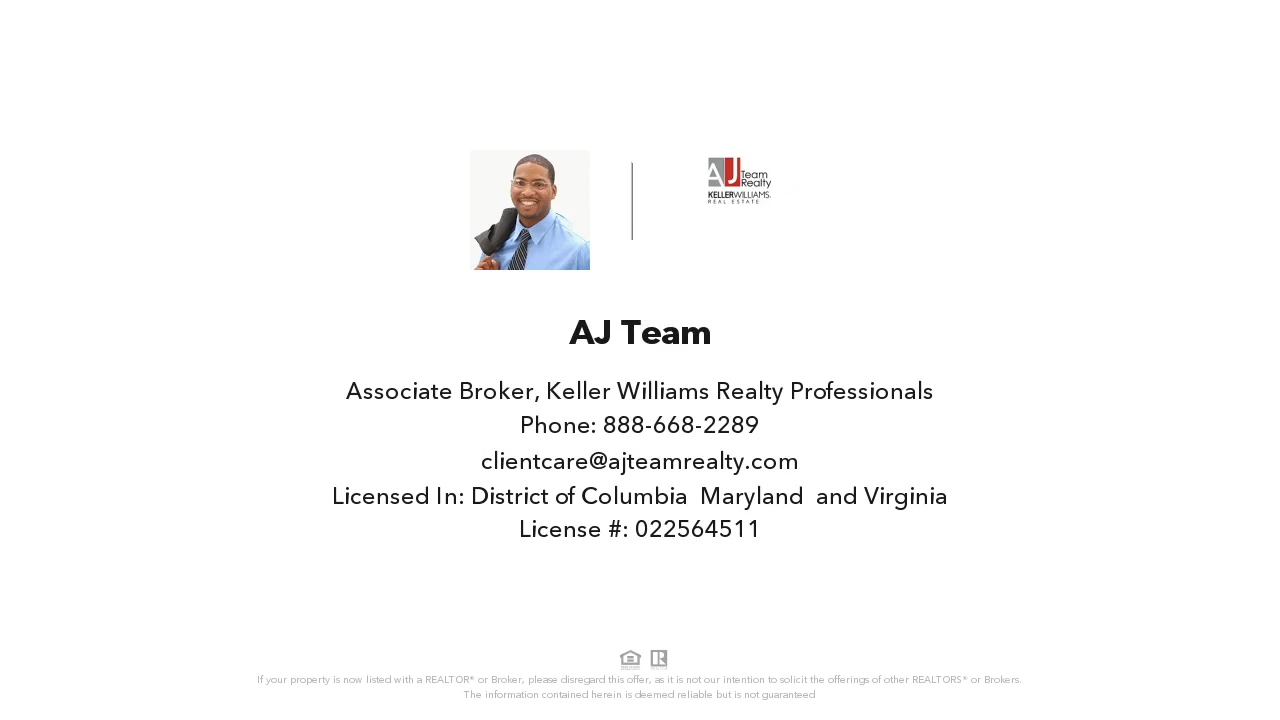 AJ Team
Realty
KELLERWILLIAMS.
REAL ESTATE
AJ Team
Associate Broker, Keller Williams Realty Professionals
Phone: 888-668-2289
clientcare@ajteamrealty.com
Licensed In: District of Columbia  Maryland  and Virginia
License #: 022564511
If your property is now listed with a REALTOR® or Broker, please disregard this offer, as it is not our intention to solicit the offerings of other REALTORS® or Brokers.
The information contained herein is deemed reliable but is not guaranteed